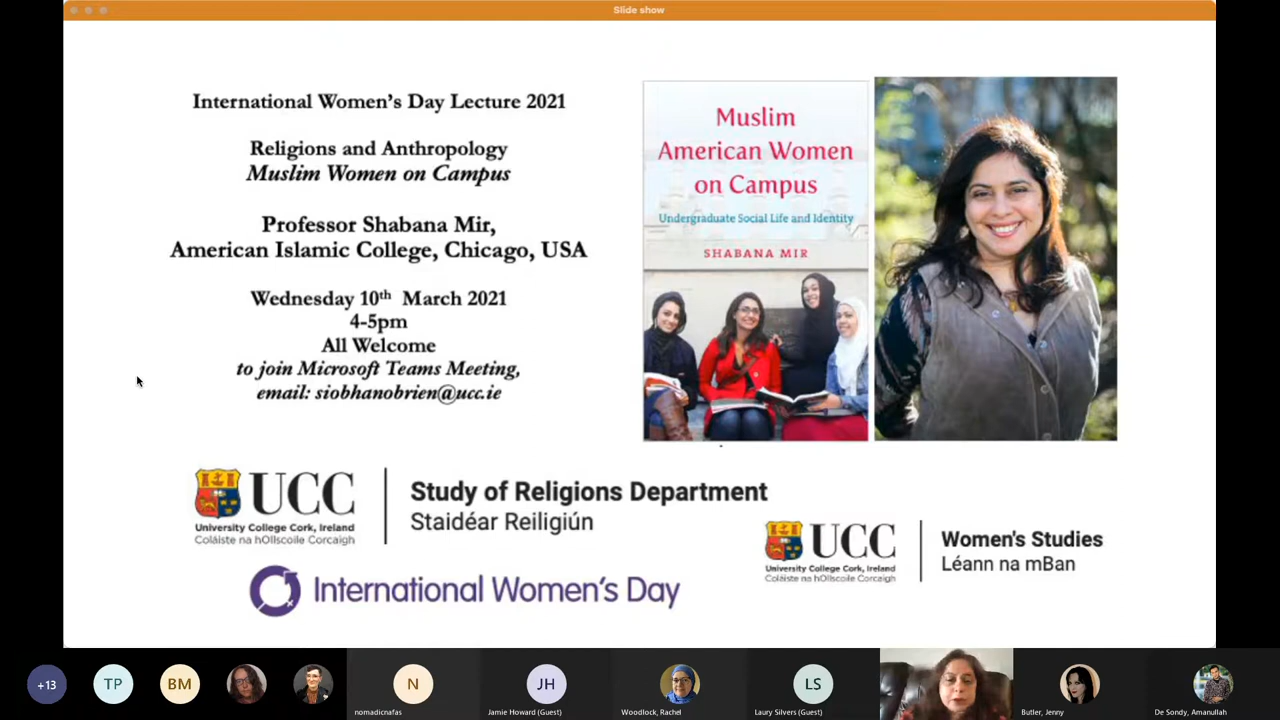 Slide show
International Women's Day Lecture 2021
Religions and Anthropology
Muslim Women on Campus
Professor Shabana Mir,
American Islamic College, Chicago, USA
Wednesday 10th March 2021
4-5pm
All Welcome
to join Microsoft Teams Meeting,
email: siobhanobrien@ucc.ie
Muslim
American Women
on Campus
Undergraduate Social Life and Identity
SHABANA MIR
UCC
University College Cork, Ireland
Coláiste na hOllscoile Corcaigh
Study of Religions Department
Staidéar Reiligiún
UCC
University College Cork, Ireland
Coláiste na hOllscoile Corcaigh
Women's Studies
Léann na mBan
International Women's Day
+13
TP
BM
N
nomadicnafas
JH
Jamie Howard (Guest)
Woodlock, Rachel
LS
Laury Silvers (Guest)
Butler, Jenny
De Sondy, Amanullah